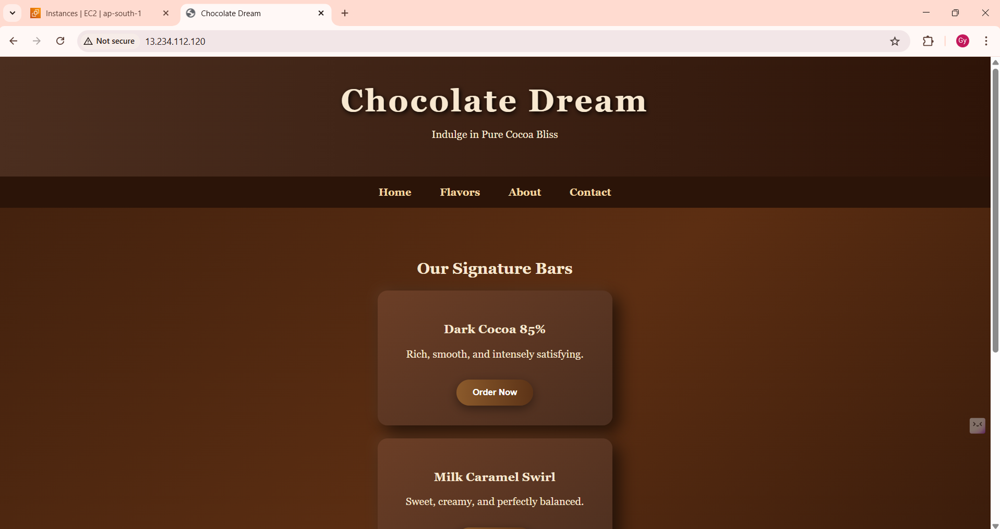 Instances | EC2 | ap-south-1
Chocolate Dream
Not secure
13.234.112.120
Gy
Chocolate Dream
Indulge in Pure Cocoa Bliss
Home Flavors About Contact
Our Signature Bars
Dark Cocoa 85%
Rich, smooth, and intensely satisfying.
Order Now
Milk Caramel Swirl
Sweet, creamy, and perfectly balanced.